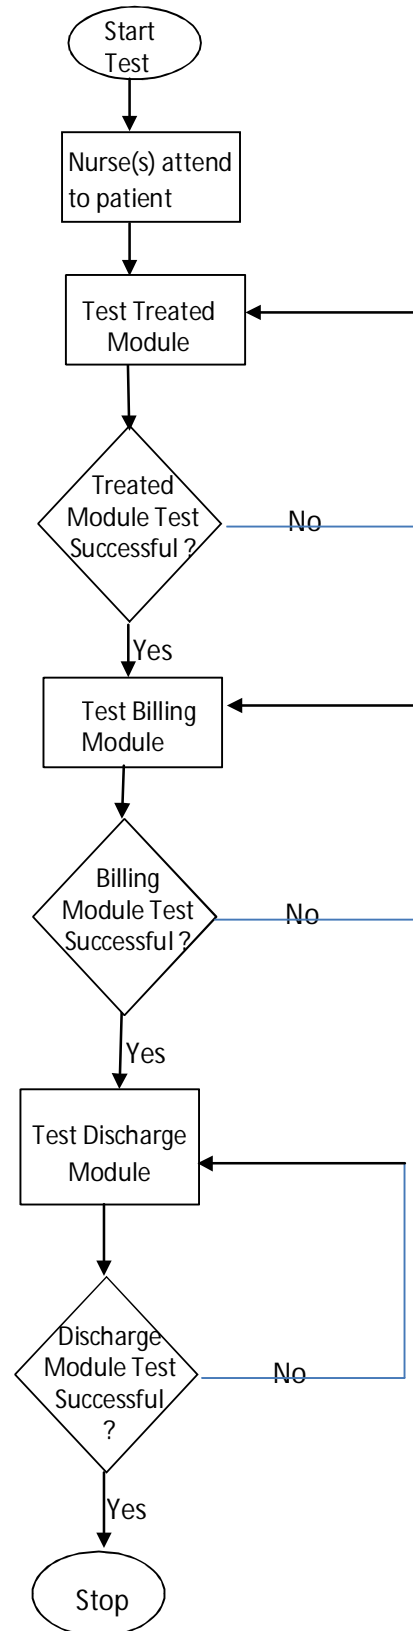 Start
Test
Nurse(s) attend
to patient
Test Treated
Module
Treated
Module Test
Successful ?
No
Yes
Test Billing
Module
Billing
Module Test
Successful ?
No
Yes
Test Discharge
Module
Discharge
Module Test
Successful
?
No
Yes
Stop